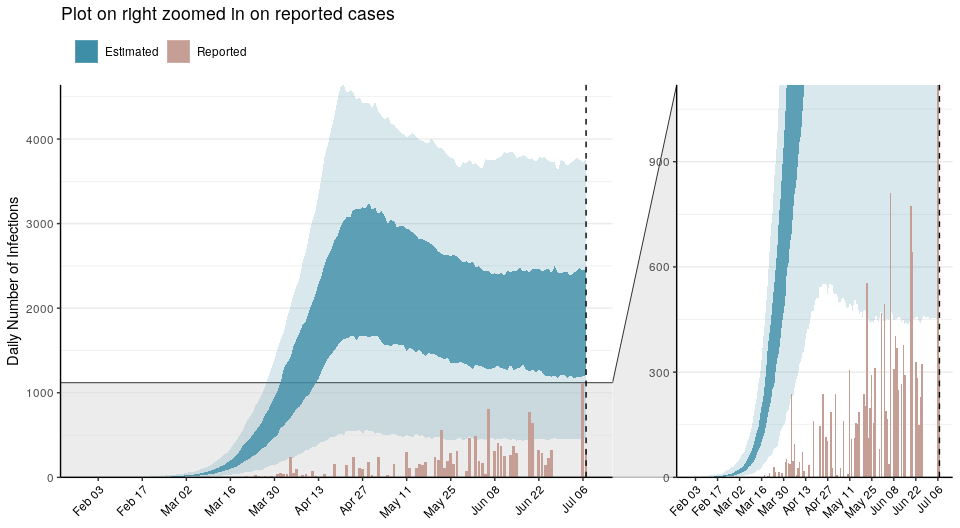 Plot on right zoomed in on reported cases
Estimated Reported
Daily Number of Infections
4000
3000
2000
1000
0
Feb 03 Feb 17 Mar 02 Mar 16 Mar 30 Apr 13 Apr 27 May 11 May 25 Jun 08 Jun 22 Jul 06
900
600
300
0
Feb 03 Feb 17 Mar 02 Mar 16 Mar 30 Apr 13 Apr 27 May 11 May 25 Jun 08 Jun 22 Jul 06